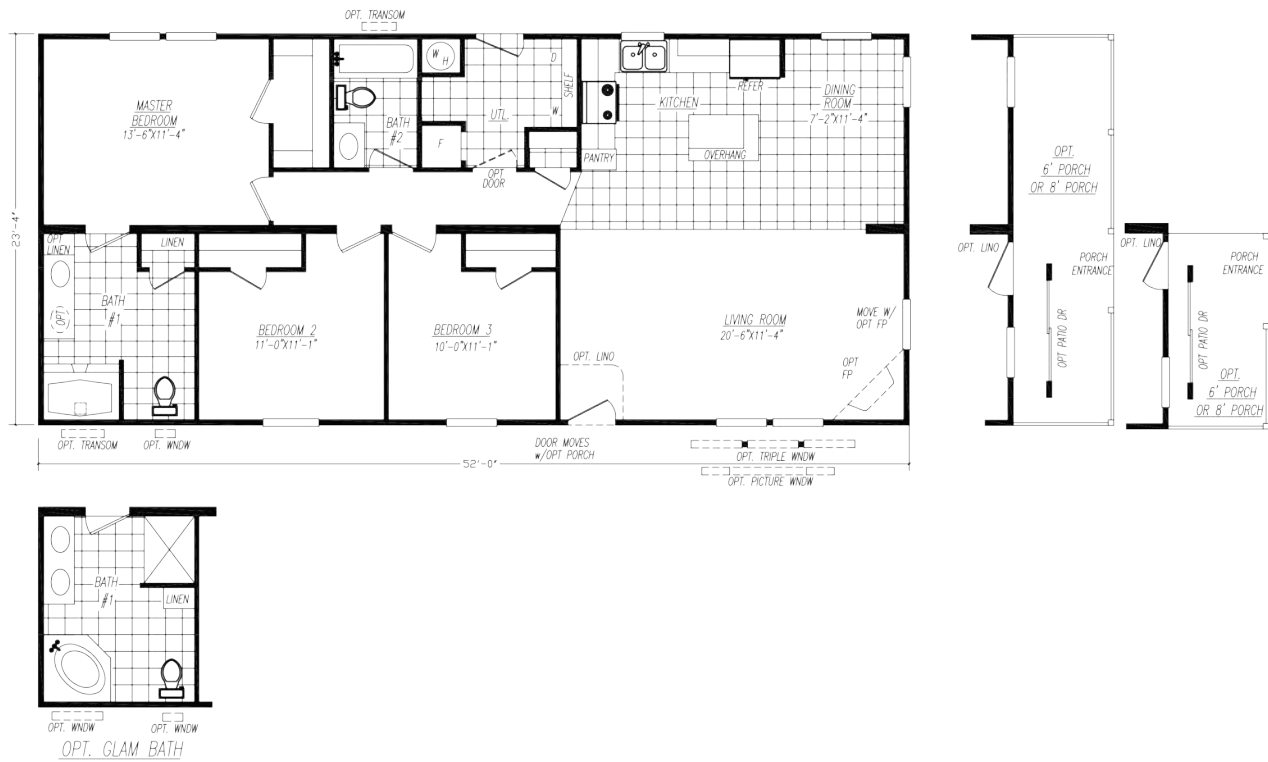 OPT. TRANSOM
MASTER
BEDROOM
13'-6"X11'-4"
W
H
D
SHELF
W
UTL.
BATH
#2
F
OPT
DOOR
PANTRY
KITCHEN
REFER
OVERHANG
DINING
ROOM
7'-2"X11'-4"
23'-4"
OPT
LINEN
LINEN
BATH
#1
(OPT)
BEDROOM 2
11'-0"X11'-1"
BEDROOM 3
10'-0"X11'-1"
LIVING ROOM
20'-6"X11'-4"
MOVE W/
OPT FP
OPT
FP
OPT. LINO
OPT. TRANSOM
OPT. WNDW
DOOR MOVES
w/OPT PORCH
OPT. TRIPLE WNDW
52'-0"
OPT. PICTURE WNDW
OPT.
6' PORCH
OR 8' PORCH
OPT. LINO
PORCH
ENTRANCE
OPT PATIO DR
OPT. LINO
PORCH
ENTRANCE
OPT PATIO DR
OPT.
6' PORCH
OR 8' PORCH
BATH
#1
LINEN
OPT. WNDW
OPT. WNDW
OPT. GLAM BATH